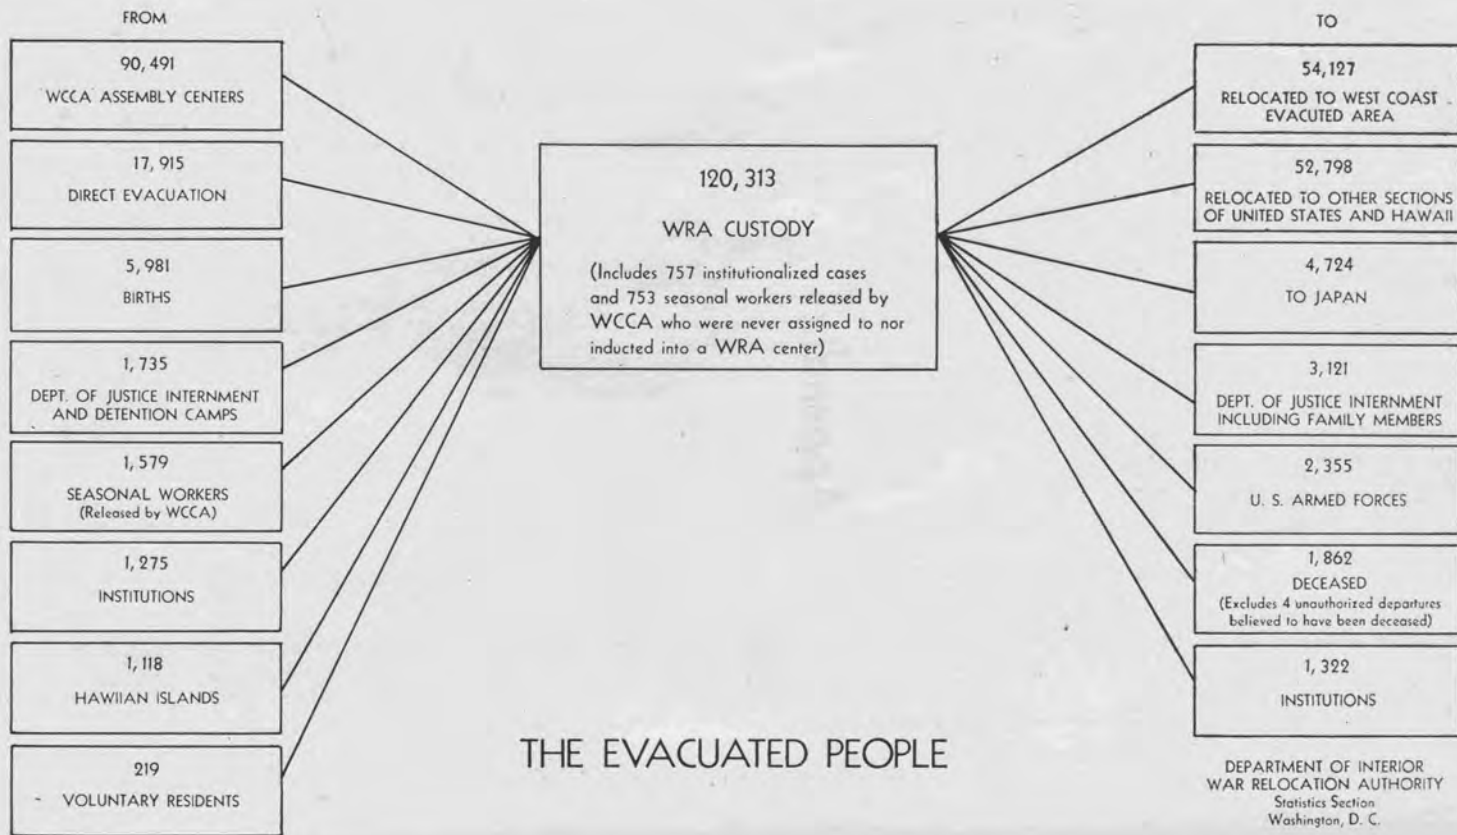 FROM
90,491
WCCA ASSEMBLY CENTERS
17,915
DIRECT EVACUATION
5,981
BIRTHS
1,735
DEPT. OF JUSTICE INTERNMENT
AND DETENTION CAMPS
1,579
SEASONAL WORKERS
(Released by WCCA)
1,275
INSTITUTIONS
1,118
HAWIIAN ISLANDS
219
VOLUNTARY RESIDENTS
120,313
WRA CUSTODY
(Includes 757 institutionalized cases
and 753 seasonal workers released by
WCCA who were never assigned to nor
inducted into a WRA center)
THE EVACUATED PEOPLE
TO
54,127
RELOCATED TO WEST COAST
EVACUTED AREA
52,798
RELOCATED TO OTHER SECTIONS
OF UNITED STATES AND HAWAII
4,724
TO JAPAN
3,121
DEPT. OF JUSTICE INTERNMENT
INCLUDING FAMILY MEMBERS
2,355
U. S. ARMED FORCES
1,862
DECEASED
(Excludes 4 unauthorized departures
believed to have been deceased)
1,322
INSTITUTIONS
DEPARTMENT OF INTERIOR
WAR RELOCATION AUTHORITY
Statistics Section
Washington, D. C.